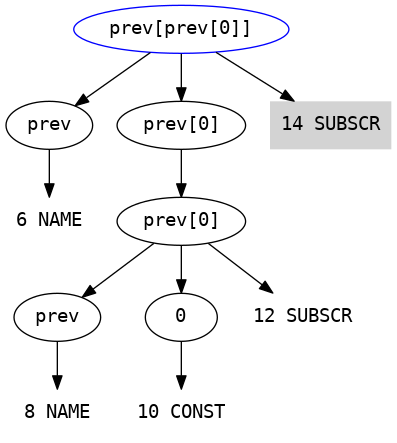 prev[prev[0]]
prev
prev[0]
14 SUBSCR
6 NAME
prev[0]
prev
0
12 SUBSCR
8 NAME
10 CONST